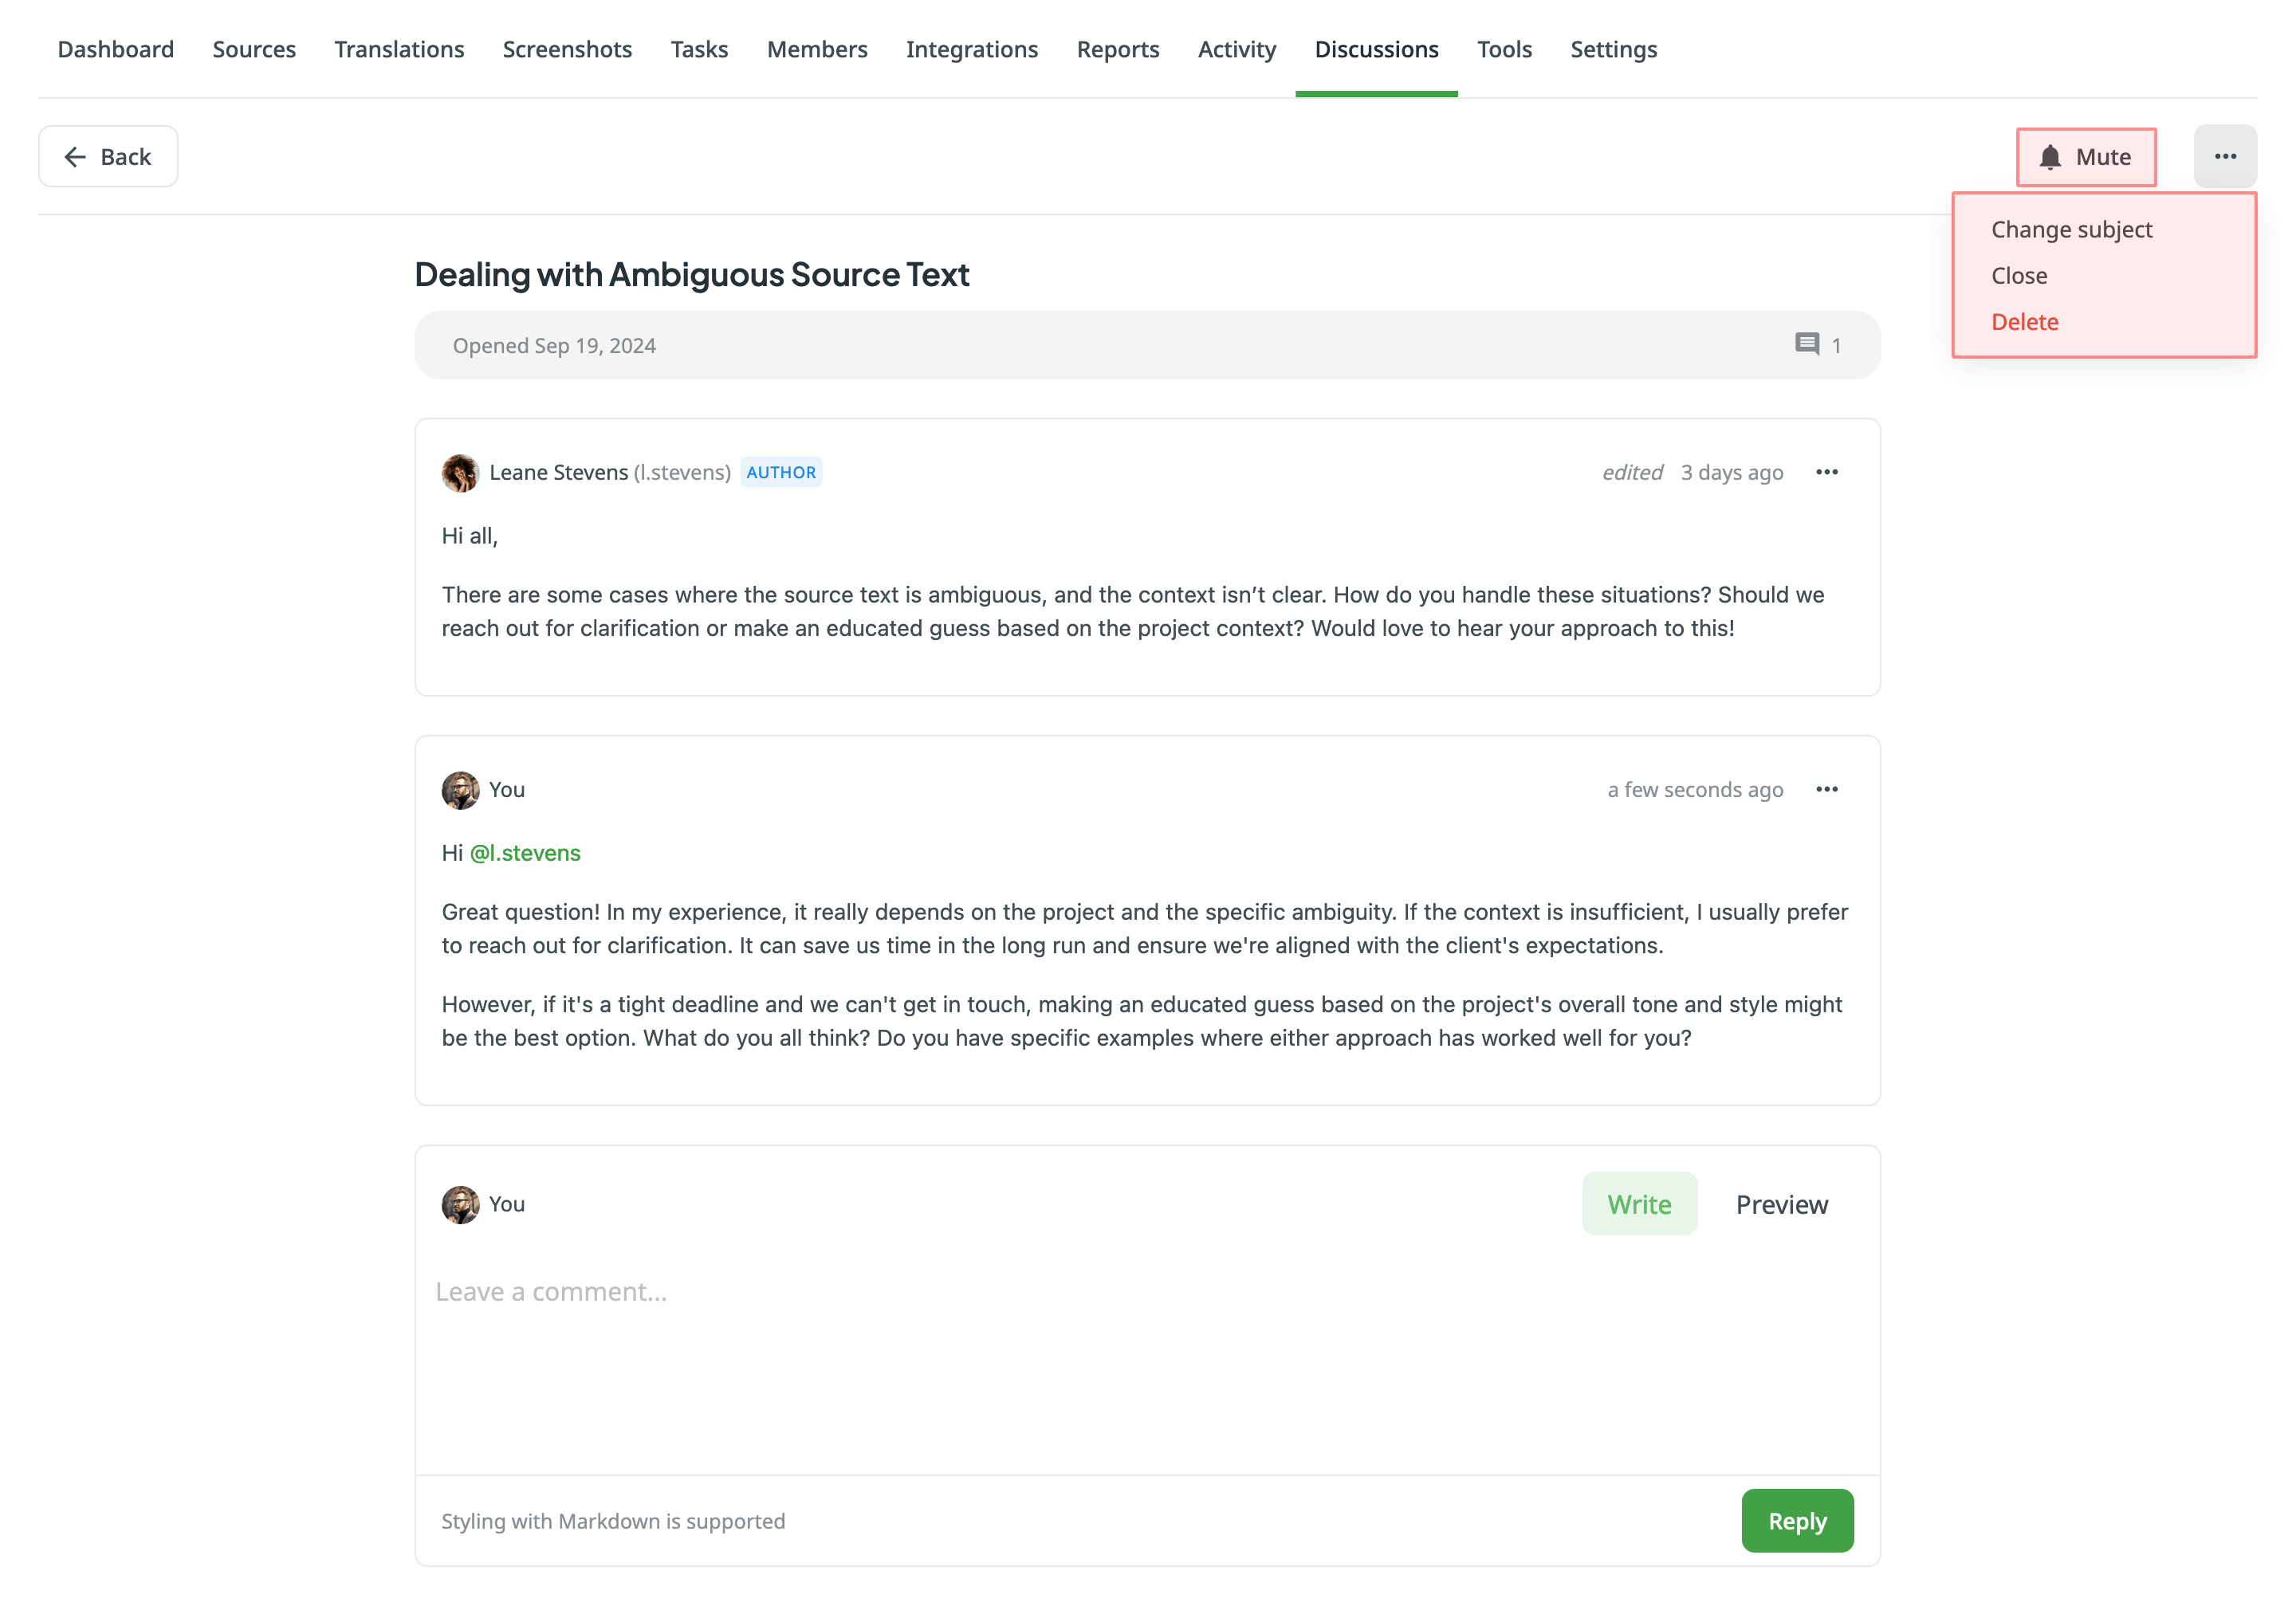 Dashboard Sources Translations Screenshots Tasks Members Integrations Reports Activity Discussions Tools Settings
Back
Mute
Change subject
Close
Delete
Dealing with Ambiguous Source Text
Opened Sep 19, 2024
1
Leane Stevens (l.stevens) AUTHOR
edited 3 days ago
Hi all,
There are some cases where the source text is ambiguous, and the context isn’t clear. How do you handle these situations? Should we
reach out for clarification or make an educated guess based on the project context? Would love to hear your approach to this!
You
a few seconds ago
Hi @l.stevens
Great question! In my experience, it really depends on the project and the specific ambiguity. If the context is insufficient, I usually prefer
to reach out for clarification. It can save us time in the long run and ensure we're aligned with the client's expectations.
However, if it's a tight deadline and we can't get in touch, making an educated guess based on the project's overall tone and style might
be the best option. What do you all think? Do you have specific examples where either approach has worked well for you?
You
Write Preview
Leave a comment...
Styling with Markdown is supported
Reply